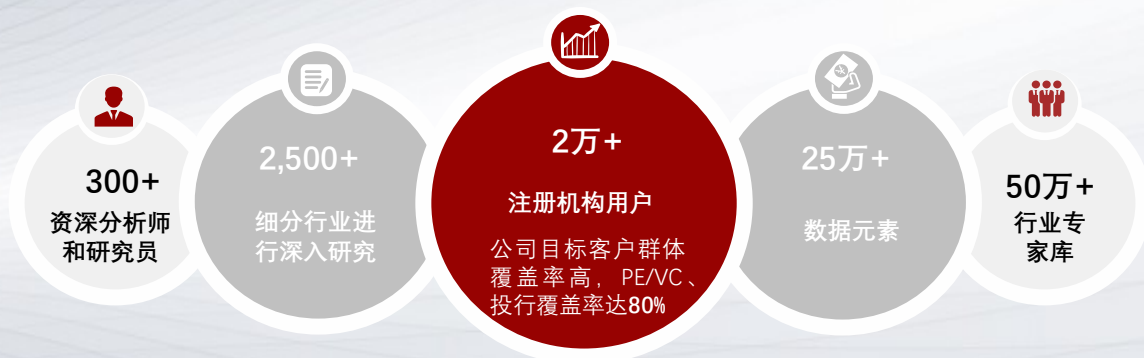 300+
资深分析师
和研究员
2,500+
细分行业进
行深入研究
2万+
注册机构用户
公司目标客户群体
覆盖率高，PE/VC、
投行覆盖率达80%
25万+
数据元素
50万+
行业专
家库